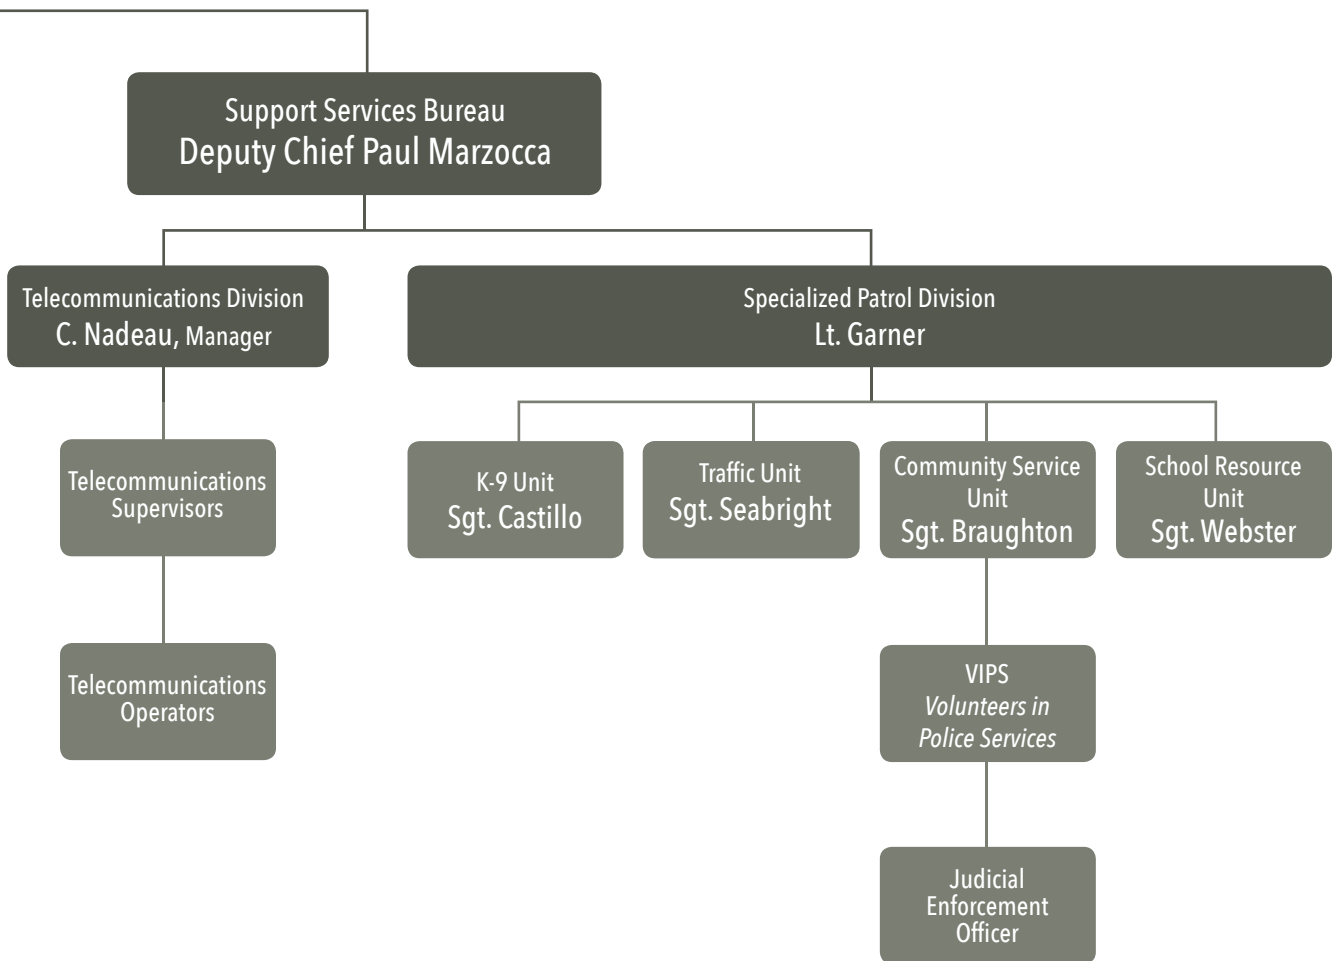 Support Services Bureau
Deputy Chief Paul Marzocca
Telecommunications Division
C. Nadeau, Manager
Specialized Patrol Division
Lt. Garner
Telecommunications
Supervisors
K-9 Unit
Sgt. Castillo
Traffic Unit
Sgt. Seabright
Community Service
Unit
Sgt. Braughton
School Resource
Unit
Sgt. Webster
Telecommunications
Operators
VIPS
Volunteers in
Police Services
Judicial
Enforcement
Officer